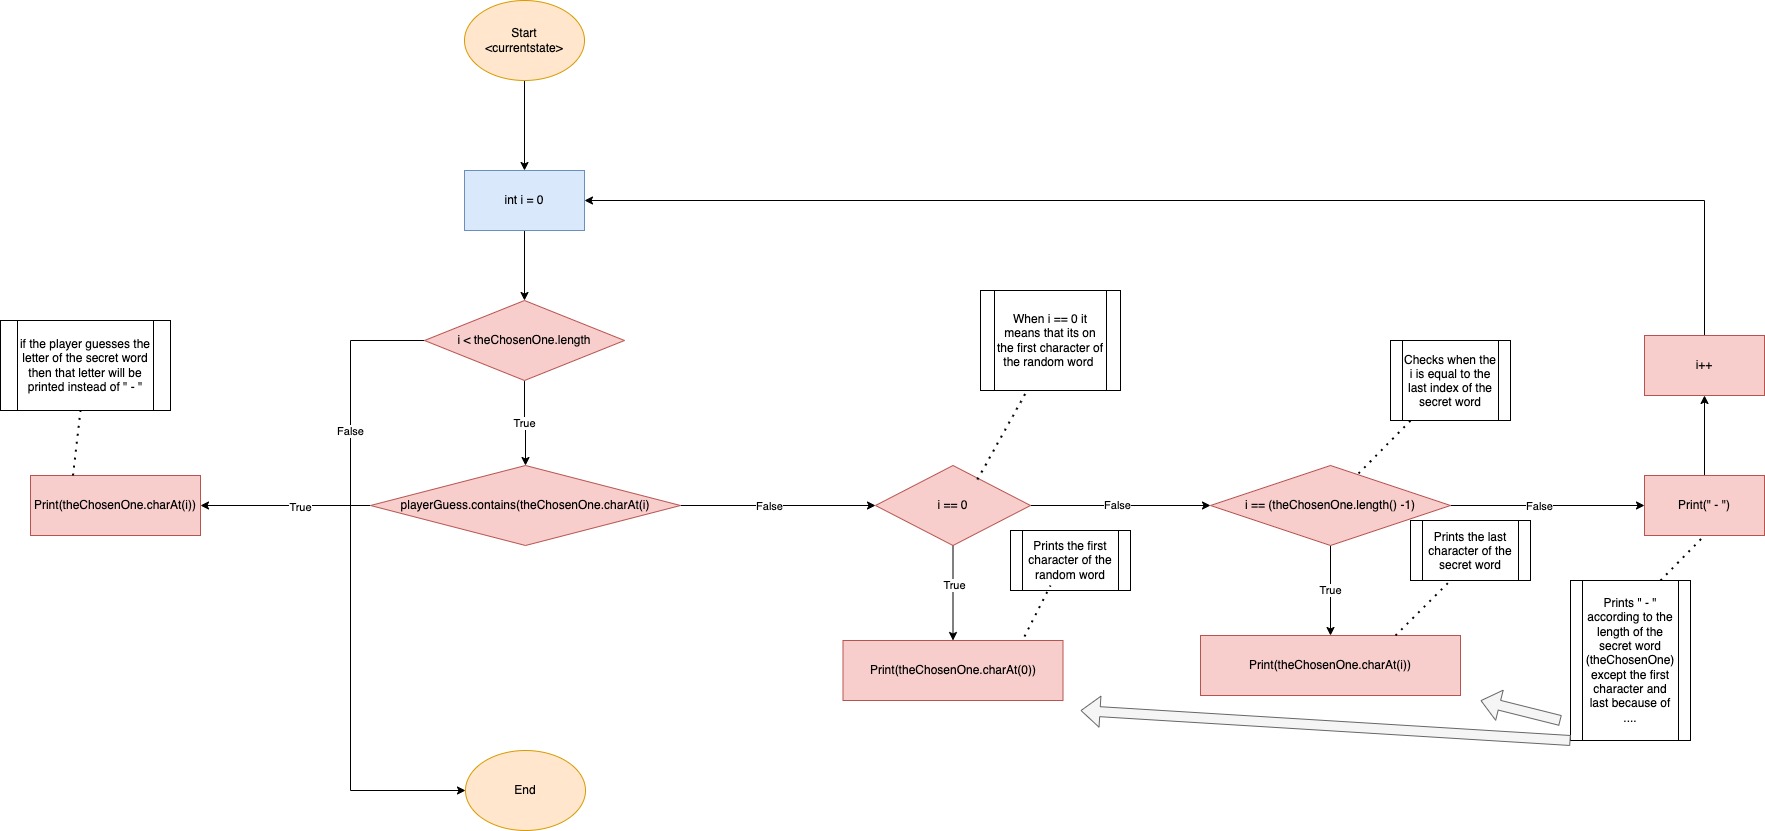 Start
<currentstate>
int i = 0
i < theChosenOne.length
False
True
if the player guesses the
letter of the secret word
then that letter will be
printed instead of " - "
When i == 0 it
means that its on
the first character of
the random word
Checks when the
i is equal to the
last index of the
secret word
i++
Print(theChosenOne.charAt(i))
True
playerGuess.contains(theChosenOne.charAt(i)
False
i == 0
False
i == (theChosenOne.length() -1)
False
Print(" - ")
True
Prints the first
character of the
random word
True
Prints the last
character of the
secret word
Print(theChosenOne.charAt(0))
Print(theChosenOne.charAt(i))
Prints " - "
according to the
length of the
secret word
(theChosenOne)
except the first
character and
last because of
....
End